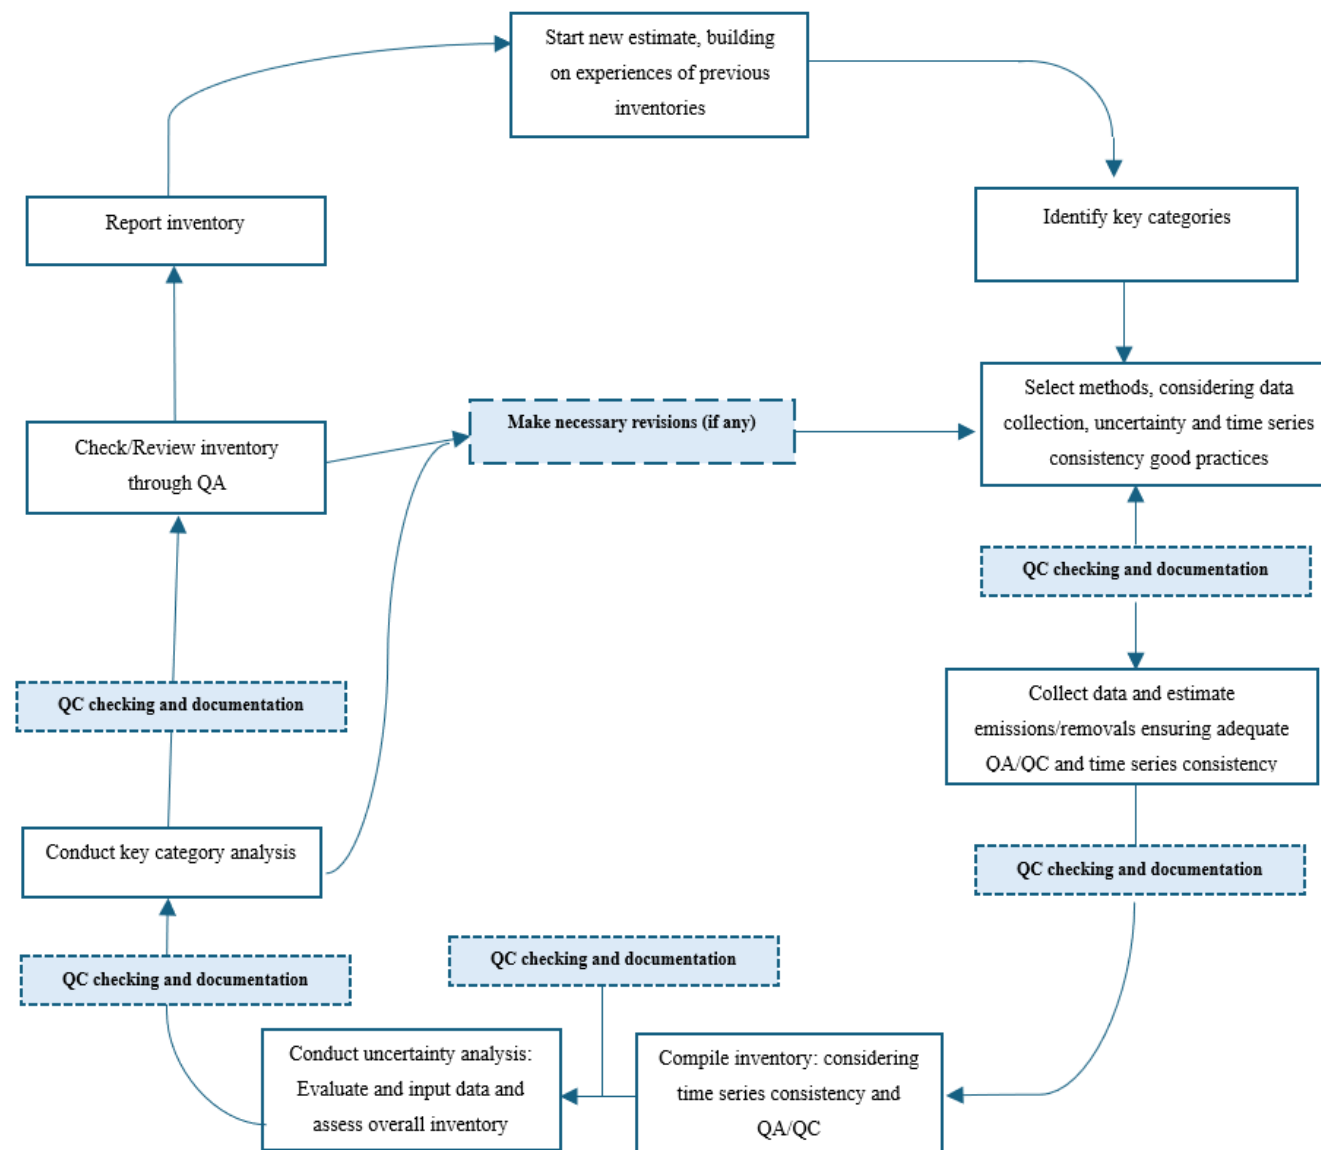 Start new estimate, building
on experiences of previous
inventories
Report inventory
Identify key categories
Select methods, considering data
collection, uncertainty and time series
consistency good practices
Make necessary revisions (if any)
Check/Review inventory
through QA
QC checking and documentation
Collect data and estimate
emissions/removals ensuring adequate
QA/QC and time series consistency
QC checking and documentation
Conduct key category analysis
QC checking and documentation
QC checking and documentation
QC checking and documentation
Conduct uncertainty analysis:
Evaluate and input data and
assess overall inventory
Compile inventory: considering
time series consistency and
QA/QC